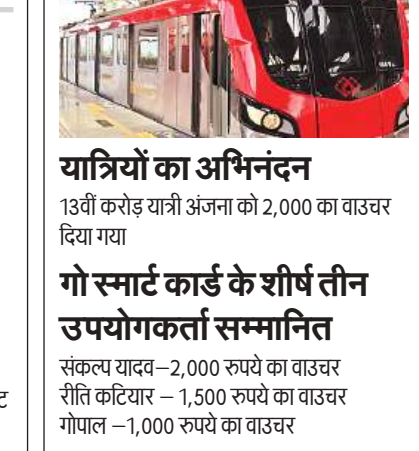 यात्रियों का अभिनंदन
13वीं करोड़ यात्री अंजना को 2,000 का वाउचर
दिया गया
गो स्मार्ट कार्ड के शीर्ष तीन
उपयोगकर्ता सम्मानित
संकल्प यादव–2,000 रुपये का वाउचर
रीति कटियार – 1,500 रुपये का वाउचर
गोपाल –1,000 रुपये का वाउचर